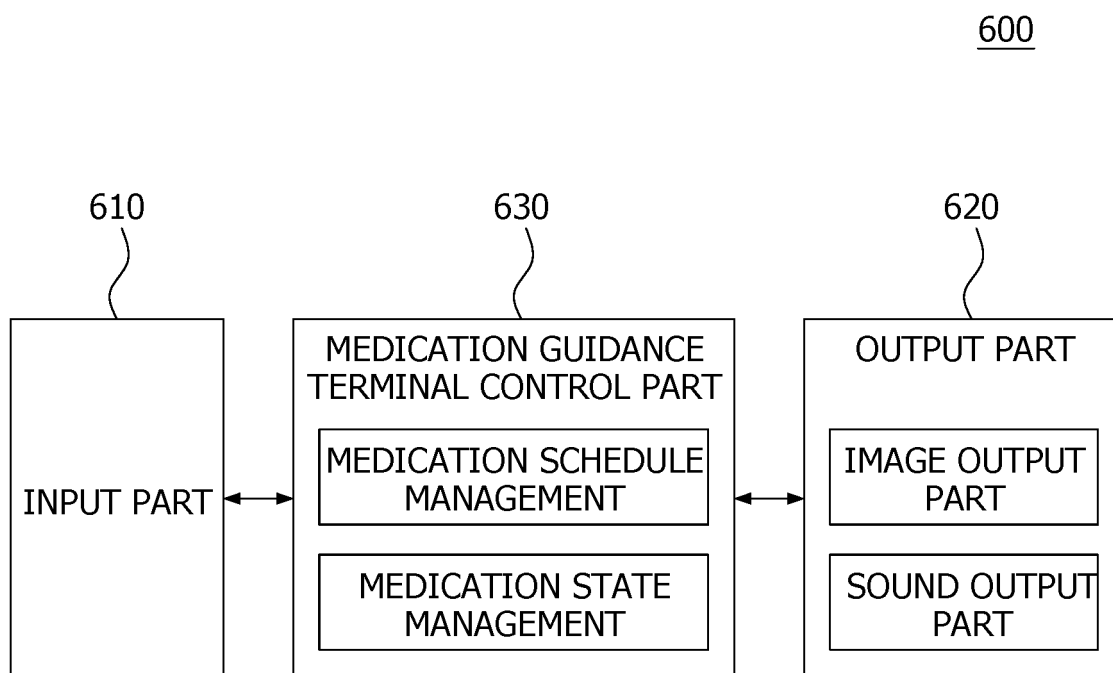 600
610
630
620
INPUT PART
MEDICATION GUIDANCE
TERMINAL CONTROL PART
MEDICATION SCHEDULE
MANAGEMENT
MEDICATION STATE
MANAGEMENT
OUTPUT PART
IMAGE OUTPUT
PART
SOUND OUTPUT
PART